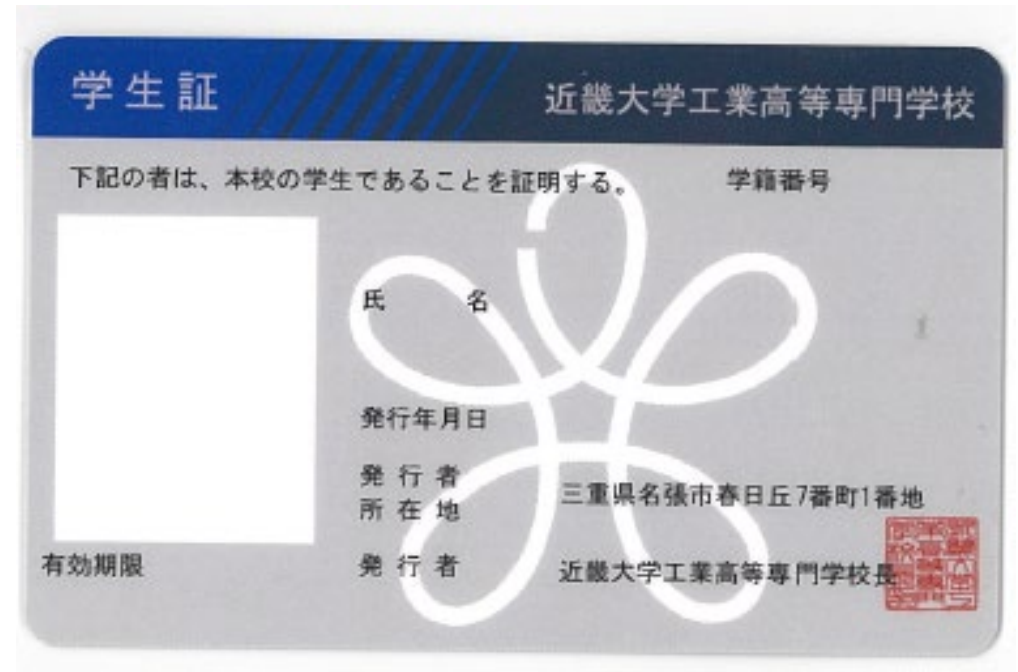 学生証
近畿大学工業高等専門学校
下記の者は、本校の学生であることを証明する。
学籍番号
氏名
発行年月日
発行者
所在地
三重県名張市春日丘7番町1番地
有効期限
発行者
近畿大学工業高等専門学校長